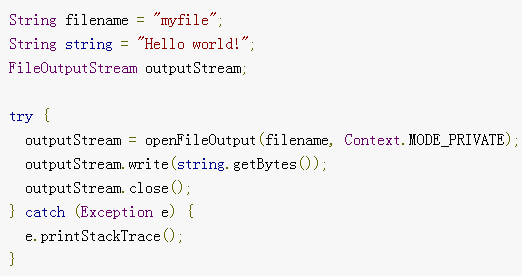 String filename = "myfile";
String string = "Hello world!";
FileOutputStream outputStream;

try {
  outputStream = openFileOutput(filename, Context.MODE_PRIVATE);
  outputStream.write(string.getBytes());
  outputStream.close();
} catch (Exception e) {
  e.printStackTrace();
}